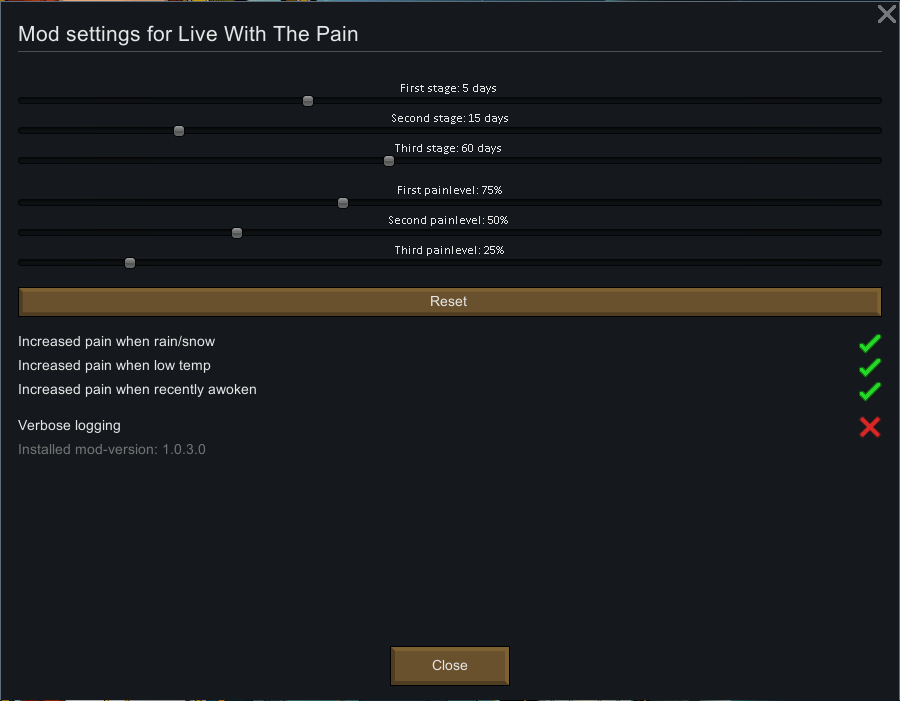 Mod settings for Live With The Pain
First stage: 5 days
Second stage: 15 days
Third stage: 60 days
First painlevel: 75%
Second painlevel: 50%
Third painlevel: 25%
Reset
Increased pain when rain/snow
Increased pain when low temp
Increased pain when recently awoken
Verbose logging
Installed mod-version: 1.0.3.0
Close